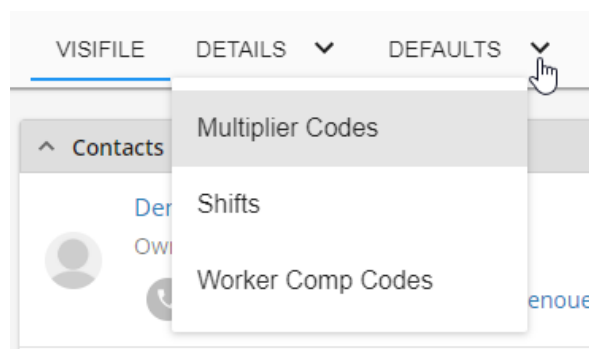 VISIFILE DETAILS DEFAULTS
Multiplier Codes
Contacts
Shifts
Worker Comp Codes